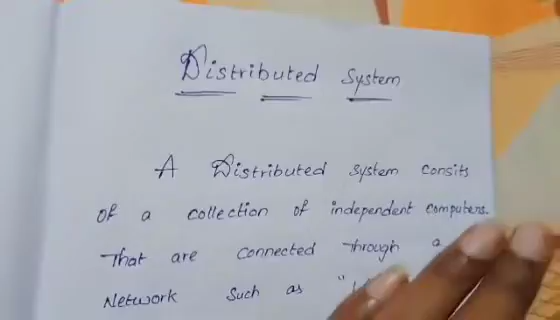 Distributed System
A Distributed system consits
of a collection of independent computers.
That are connected through a
Network such as "